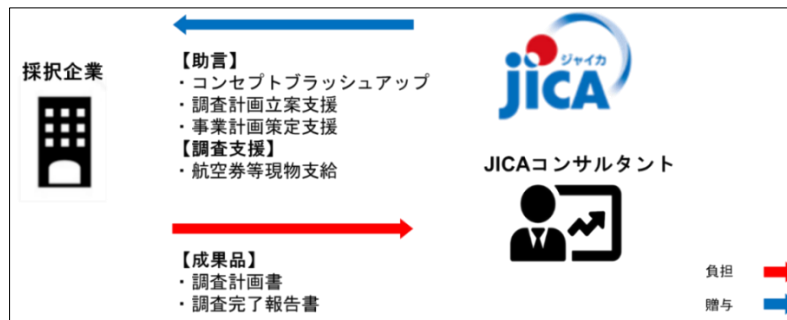 採択企業
【助言】
・コンセプトブラッシュアップ
・調査計画立案支援
・事業計画策定支援
【調査支援】
・航空券等現物支給
ジャイカ
jICA
JICAコンサルタント
【成果品】
・調査計画書
・調査完了報告書
負担
贈与